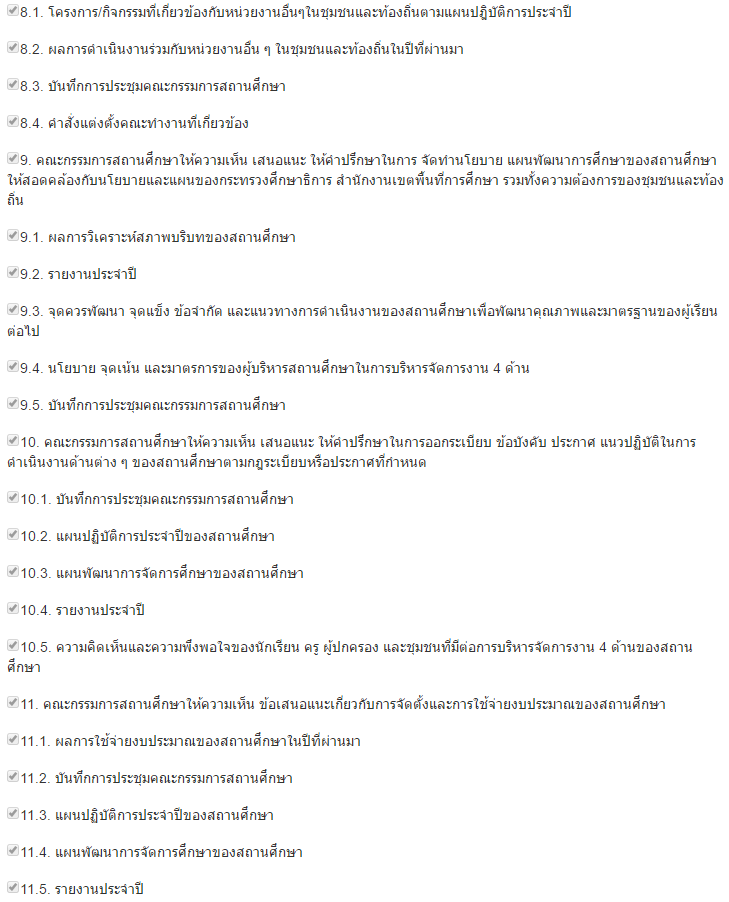 8.1. โครงการ/กิจกรรมที่เกี่ยวข้องกับหน่วยงานอื่นๆในชุมชนและท้องถิ่นตามแผนปฎิบัติการประจำปี
8.2. ผลการดำเนินงานร่วมกับหน่วยงานอื่น ๆ ในชุมชนและท้องถิ่นในปีที่ผ่านมา
8.3. บันทึกการประชุมคณะกรรมการสถานศึกษา
8.4. คำสั่งแต่งตั้งคณะทำงานที่เกี่ยวข้อง
9. คณะกรรมการสถานศึกษาให้ความเห็น เสนอแนะ ให้คำปรึกษาในการ จัดทำนโยบาย แผนพัฒนาการศึกษาของสถานศึกษา
ให้สอดคล้องกับนโยบายและแผนของกระทรวงศึกษาธิการ สำนักงานเขตพื้นที่การศึกษา รวมทั้งความต้องการของชุมชนและท้อง
ถิ่น
9.1. ผลการวิเคราะห์สภาพบริบทของสถานศึกษา
9.2. รายงานประจำปี
9.3. จุดควรพัฒนา จุดแข็ง ข้อจำกัด และแนวทางการดำเนินงานของสถานศึกษาเพื่อพัฒนาคุณภาพและมาตรฐานของผู้เรียน
ต่อไป
9.4. นโยบาย จุดเน้น และมาตรการของผู้บริหารสถานศึกษาในการบริหารจัดการงาน 4 ด้าน
9.5. บันทึกการประชุมคณะกรรมการสถานศึกษา
10. คณะกรรมการสถานศึกษาให้ความเห็น เสนอแนะ ให้คำปรึกษาในการออกระเบียบ ข้อบังคับ ประกาศ แนวปฏิบัติในการ
ดำเนินงานด้านต่าง ๆ ของสถานศึกษาตามกฎระเบียบหรือประกาศที่กำหนด
10.1. บันทึกการประชุมคณะกรรมการสถานศึกษา
10.2. แผนปฏิบัติการประจำปีของสถานศึกษา
10.3. แผนพัฒนาการจัดการศึกษาของสถานศึกษา
10.4. รายงานประจำปี
10.5. ความคิดเห็นและความพึงพอใจของนักเรียน ครู ผู้ปกครอง และชุมชนที่มีต่อการบริหารจัดการงาน 4 ด้านของสถาน
ศึกษา
11. คณะกรรมการสถานศึกษาให้ความเห็น ข้อเสนอแนะเกี่ยวกับการจัดตั้งและการใช้จ่ายงบประมาณของสถานศึกษา
11.1. ผลการใช้จ่ายงบประมาณของสถานศึกษาในปีที่ผ่านมา
11.2. บันทึกการประชุมคณะกรรมการสถานศึกษา
11.3. แผนปฏิบัติการประจำปีของสถานศึกษา
11.4. แผนพัฒนาการจัดการศึกษาของสถานศึกษา
11.5. รายงานประจำปี